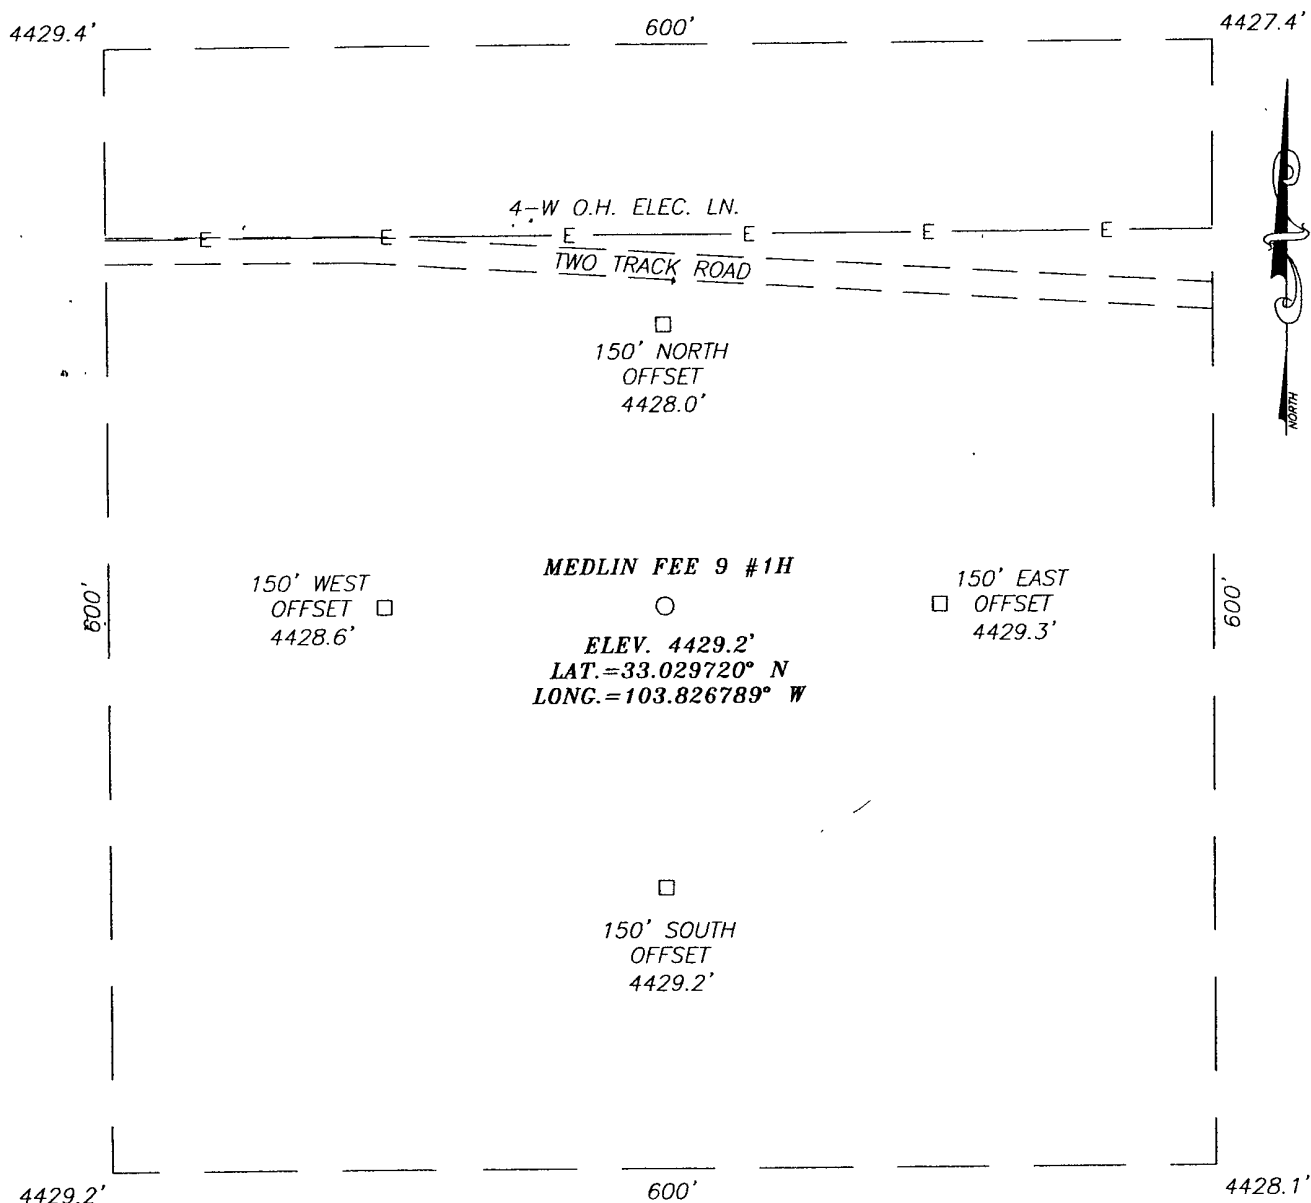 4429.4'
600'
4427.4'
4-W O.H. ELEC. LN.
E E E E E E
TWO TRACK ROAD
NORTH
150' NORTH
OFFSET
4428.0'
600'
150' WEST
OFFSET
4428.6'
MEDLIN FEE 9 #1H
ELEV. 4429.2'
LAT.=33.029720° N
LONG.=103.826789° W
150' EAST
OFFSET
4429.3'
600'
150' SOUTH
OFFSET
4429.2'
4429.2'
600'
4428.1'